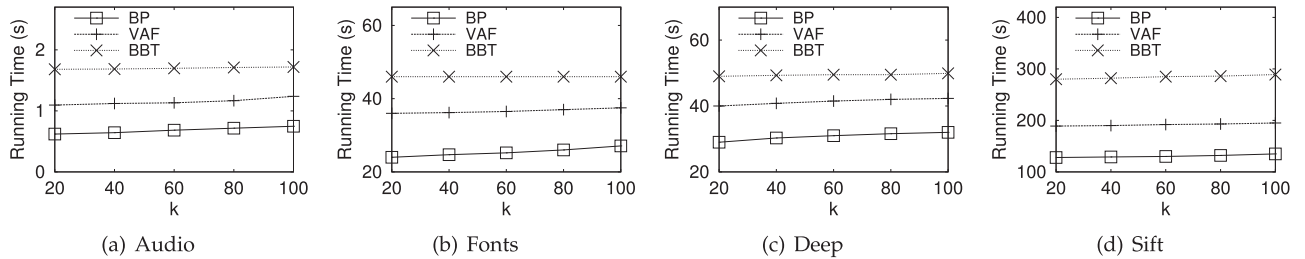 Running Time (s)
2
1
0
BP
VAF
BBT
20 40 60 80 100
k
(a) Audio
Running Time (s)
60
40
20
BP
VAF
BBT
20 40 60 80 100
k
(b) Fonts
Running Time (s)
60
40
20
BP
VAF
BBT
20 40 60 80 100
k
(c) Deep
Running Time (s)
400
300
200
100
BP
VAF
BBT
20 40 60 80 100
k
(d) Sift